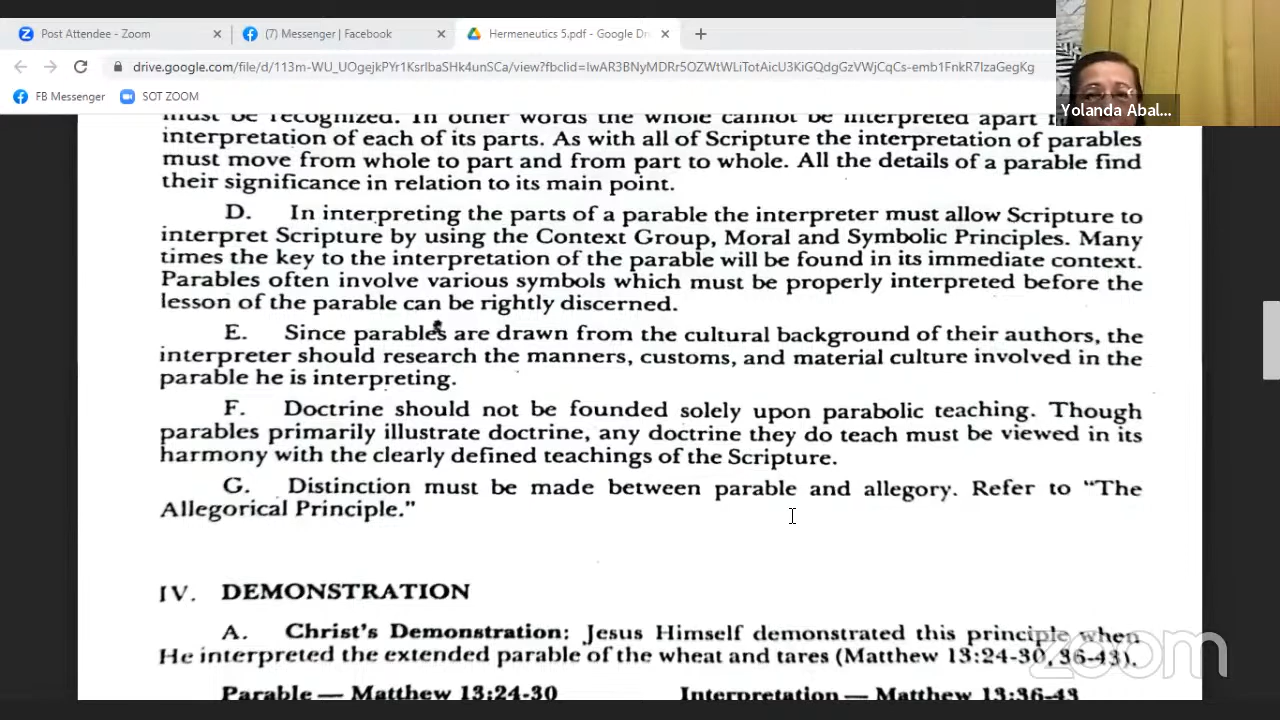 Post Attendee - Zoom
(7) Messenger | Facebook
Hermeneutics 5.pdf - Google Dri
FB Messenger
SOT ZOOM
Yolanda Abal...
must be recognized. In other words the whole cannot be interpreted apart
interpretation of each of its parts. As with all of Scripture the interpretation of parables
must move from whole to part and from part to whole. All the details of a parable find
their significance in relation to its main point.
D. In interpreting the parts of a parable the interpreter must allow Scripture to
interpret Scripture by using the Context Group, Moral and Symbolic Principles. Many
times the key to the interpretation of the parable will be found in its immediate context.
Parables often involve various symbols which must be properly interpreted before the
lesson of the parable can be rightly discerned.
E. Since parables are drawn from the cultural background of their authors, the
interpreter should research the manners, customs, and material culture involved in the
parable he is interpreting.
F. Doctrine should not be founded solely upon parabolic teaching. Though
parables primarily illustrate doctrine, any doctrine they do teach must be viewed in its
harmony with the clearly defined teachings of the Scripture.
G. Distinction must be made between parable and allegory. Refer to “The
Allegorical Principle.”
IV. DEMONSTRATION
A. Christ's Demonstration: Jesus Himself demonstrated this principle when
He interpreted the extended parable of the wheat and tares (Matthew 13:24-30, 36-43).
Parable — Matthew 13:24-30 Interpretation — Matthew 13:36-43
zoom